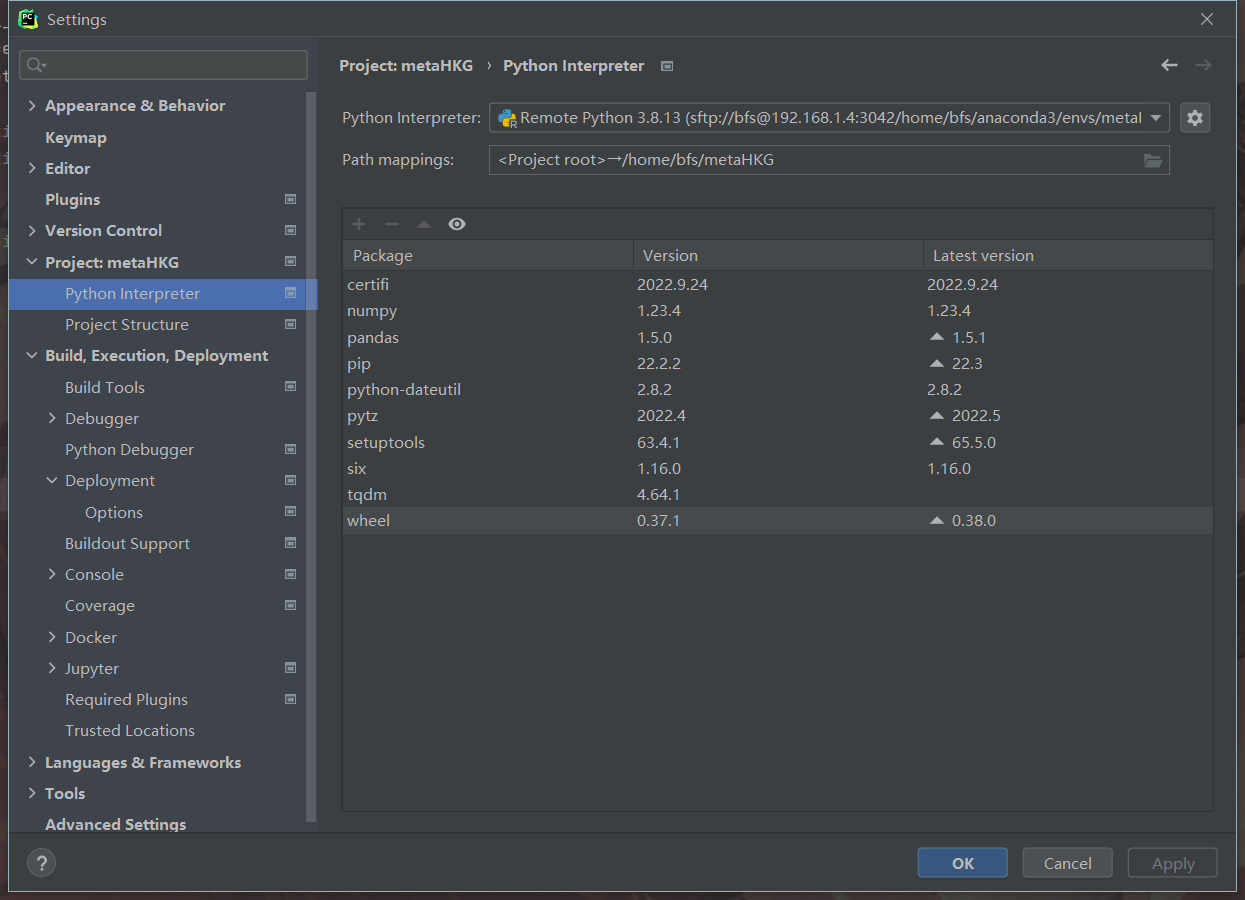 Settings
Project: metaHKG › Python Interpreter
Appearance & Behavior
Keymap
Editor
Plugins
Version Control
Project: metaHKG
Python Interpreter
Project Structure
Build, Execution, Deployment
Build Tools
Debugger
Python Debugger
Deployment
Options
Buildout Support
Console
Coverage
Docker
Jupyter
Required Plugins
Trusted Locations
Languages & Frameworks
Tools
Advanced Settings
Python Interpreter: Remote Python 3.8.13 (sftp://bfs@192.168.1.4:3042/home/bfs/anaconda3/envs/metaI
Path mappings: <Project root>→/home/bfs/metaHKG
Package Version Latest version
certifi 2022.9.24 2022.9.24
numpy 1.23.4 1.23.4
pandas 1.5.0 1.5.1
pip 22.2.2 22.3
python-dateutil 2.8.2 2.8.2
pytz 2022.4 2022.5
setuptools 63.4.1 65.5.0
six 1.16.0 1.16.0
tqdm 4.64.1
wheel 0.37.1 0.38.0
? OK Cancel Apply